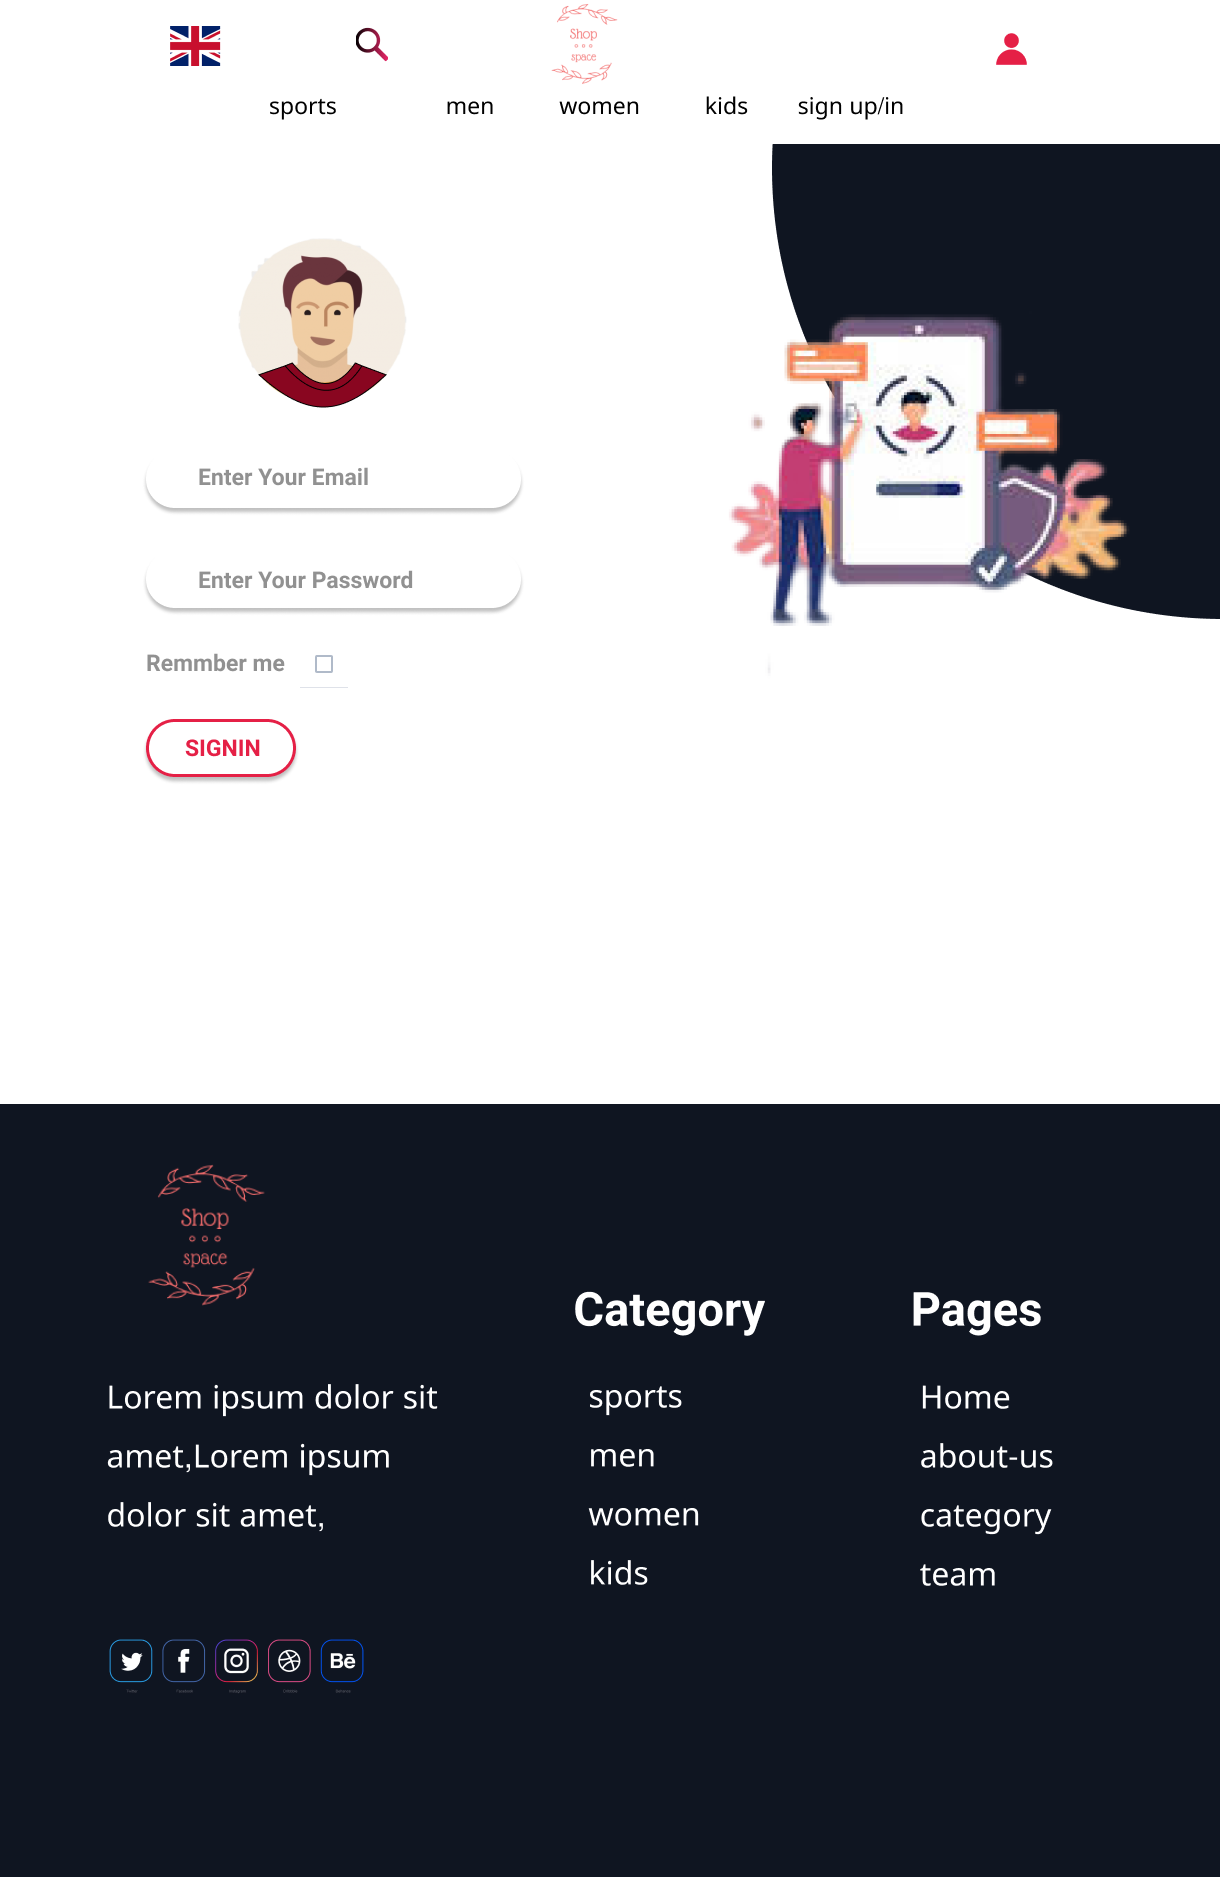 Shop
space
sports men women kids sign up/in
Enter Your Email
Enter Your Password
Remmber me
SIGNIN
Shop
space
Category
Pages
Lorem ipsum dolor sit
amet,Lorem ipsum
dolor sit amet,
sports
men
women
kids
Home
about-us
category
team
Bē